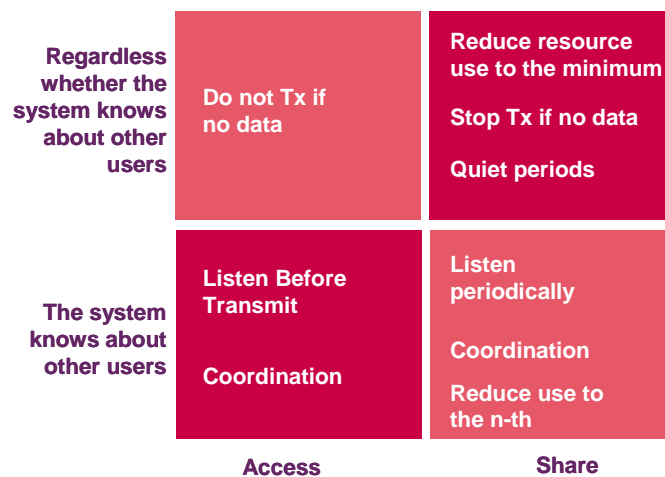 Regardless
whether the
system knows
about other
users
Do not Tx if
no data
Reduce resource
use to the minimum
Stop Tx if no data
Quiet periods
The system
knows about
other users
Listen Before
Transmit
Coordination
Listen
periodically
Coordination
Reduce use to
the n-th
Access
Share